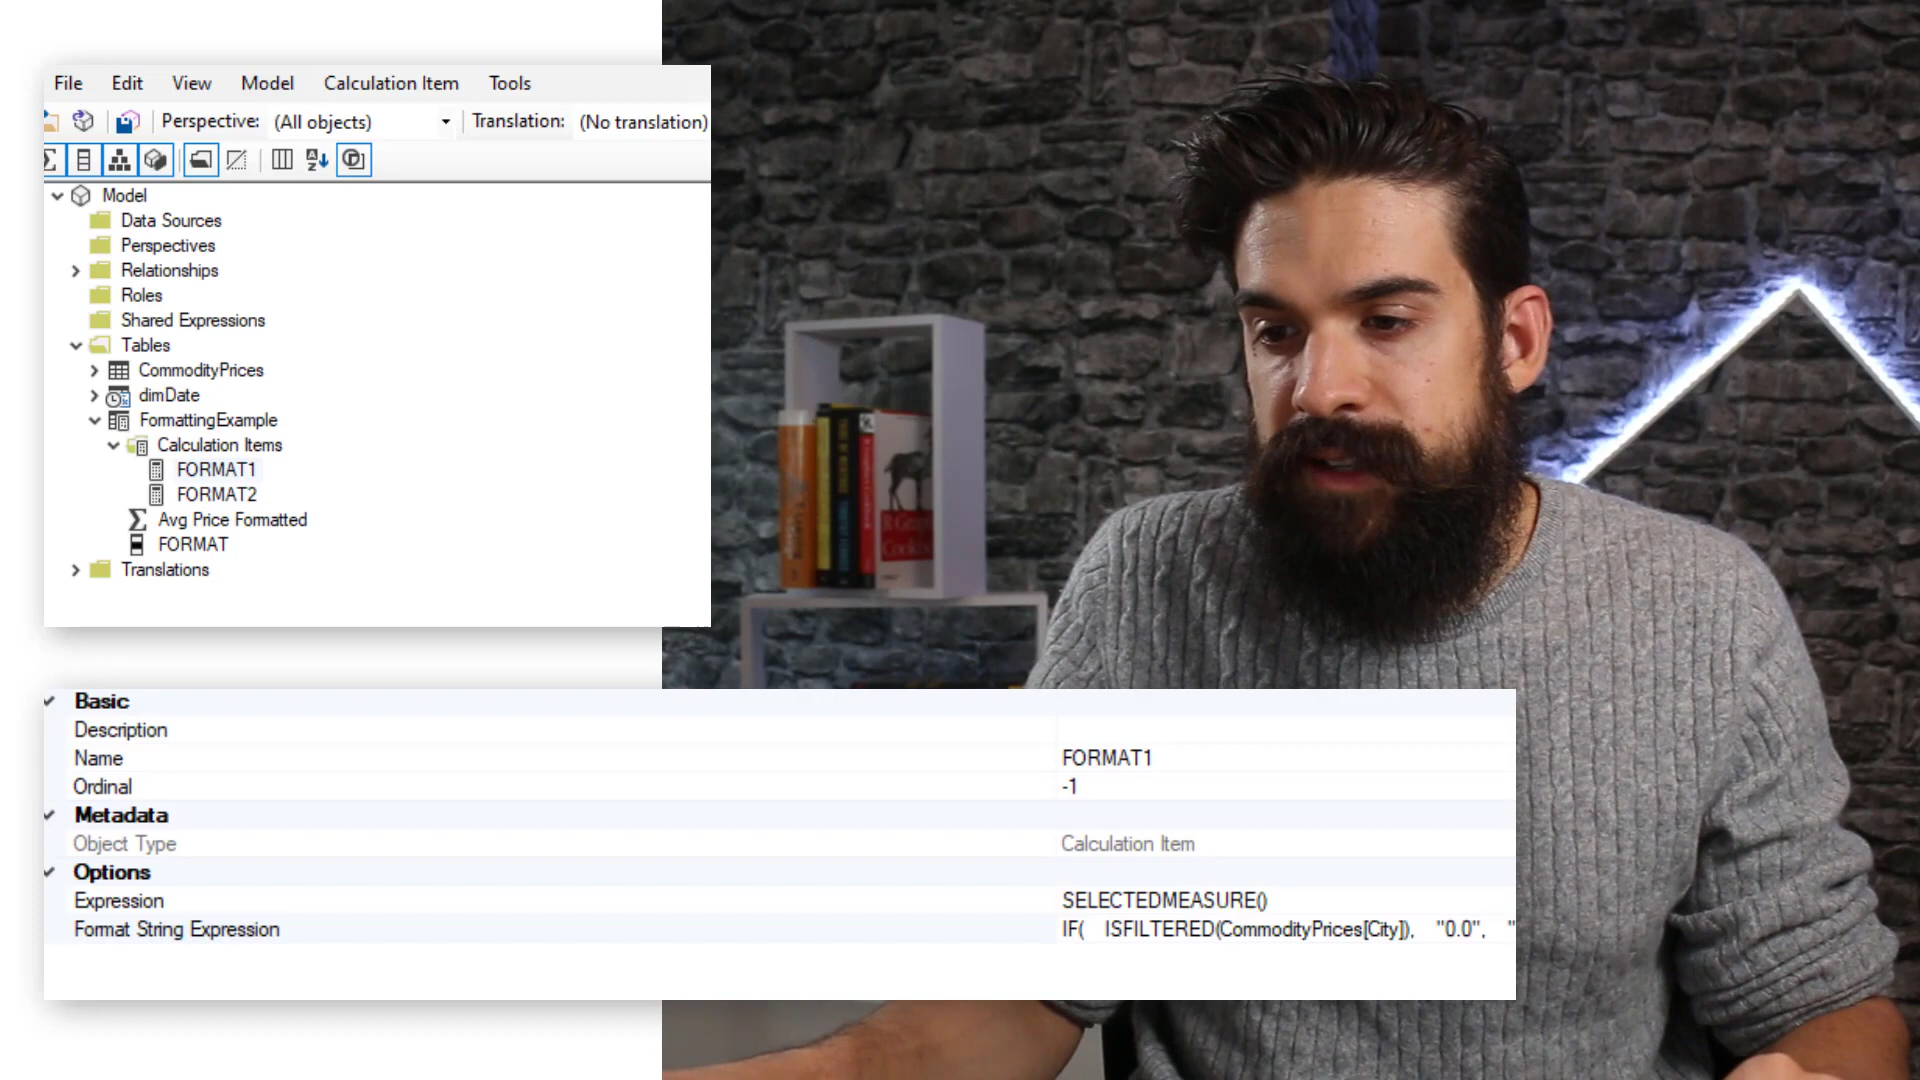 File Edit View Model Calculation Item Tools
Perspective: (All objects) Translation: (No translation)
Model
Data Sources
Perspectives
Relationships
Roles
Shared Expressions
Tables
CommodityPrices
dimDate
FormattingExample
Calculation Items
FORMAT1
FORMAT2
Avg Price Formatted
FORMAT
Translations
Basic
Description
Name FORMAT1
Ordinal -1
Metadata
Object Type Calculation Item
Options
Expression SELECTEDMEASURE()
Format String Expression IF( ISFILTERED(CommodityPrices[City]), "0.0", "